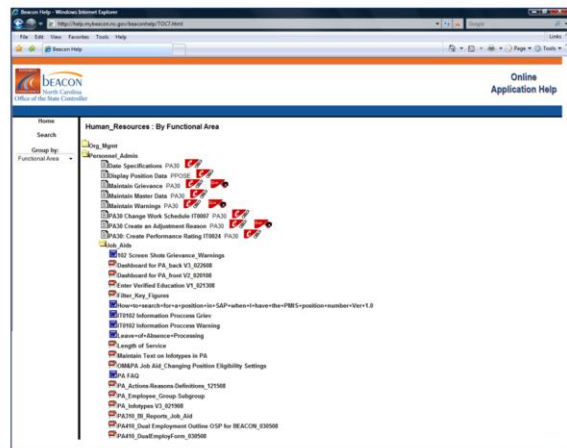 Beacon Help - Windows Internet Explorer
http://help.mybeacon.nc.gov/beaconhelp/TOC7.html
Google
File Edit View Favorites Tools Help
Links
Beacon Help
Page Tools
BEACON
North Carolina
Office of the State Controller
Online
Application Help
Home
Search
Group by:
Functional Area
Human_Resources : By Functional Area
Org_Mgmt
Personnel_Admin
Date Specifications PA30
Display Position Data PPOSE
Maintain Grievance PA30
Maintain Master Data PA30
Maintain Warnings PA30
PA30 Change Work Schedule IT0007 PA30
PA30 Create an Adjustment Reason PA30
PA30: Create Performance Rating IT0024 PA30
Job_Aids
102 Screen Shots Grievance_Warnings
Dashboard for PA_back V3_022608
Dashboard for PA_front V2_020108
Enter Verified Education V1_021308
Filter_Key_Figures
How+to+search+for+a+position+in+SAP+when+I+have+the+PMIS+position+number+Ver+1.0
IT0102 Information Proccess Griev
IT0102 Information Proccess Warning
Leave+of+Absence+Processing
Length of Service
Maintain Text on Infotypes in PA
OM&PA Job Aid_Changing Position Eligibility Settings
PA FAQ
PA_Actions-Reasons-Definitions_121508
PA_Employee_Group-Subgroup
PA_Infotypes V3_021908
PA310_BI_Reports_Job_Aid
PA410_Dual Employment Outline OSP for BEACON_030508
PA410_DualEmployForm_030508